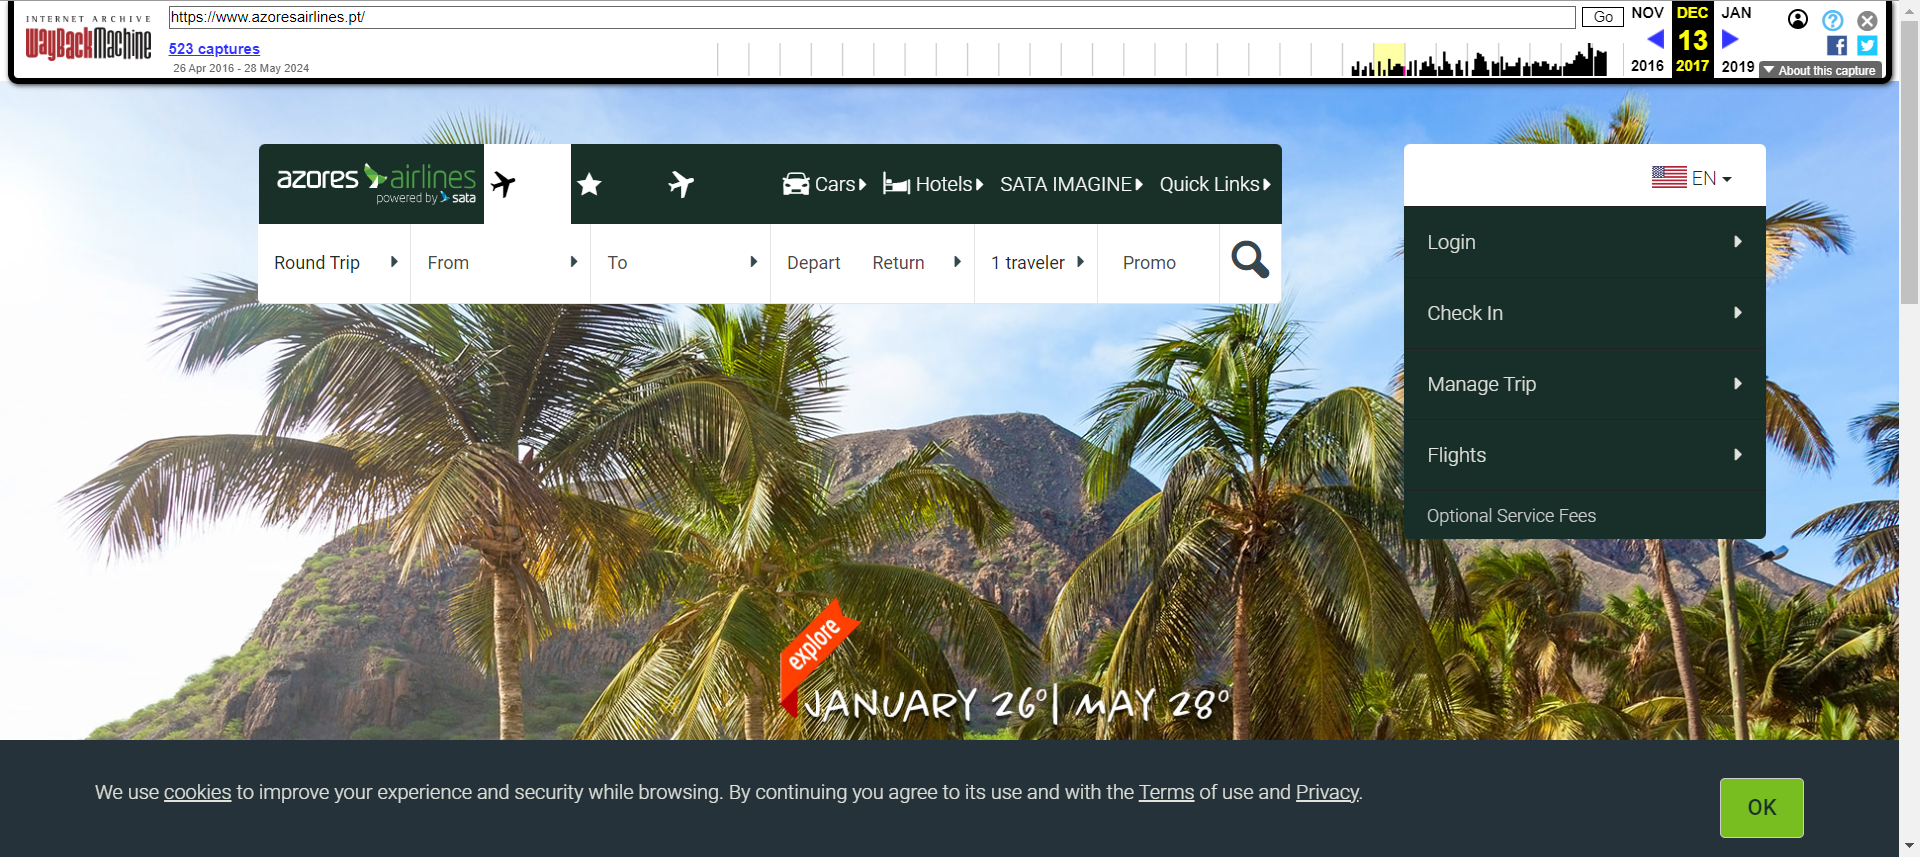 INTERNET ARCHIVE
WayBackMachine
https://www.azoresairlines.pt/
Go
523 captures
26 Apr 2016 - 28 May 2024
NOV
DEC
JAN
13
2016
2017
2019
About this capture
azores airlines
powered by sata
Cars
Hotels
SATA IMAGINE
Quick Links
Round Trip
From
To
Depart
Return
1 traveler
Promo
EN
Login
Check In
Manage Trip
Flights
Optional Service Fees
explore
JANUARY 26º| MAY 28º
We use cookies to improve your experience and security while browsing. By continuing you agree to its use and with the Terms of use and Privacy.
OK